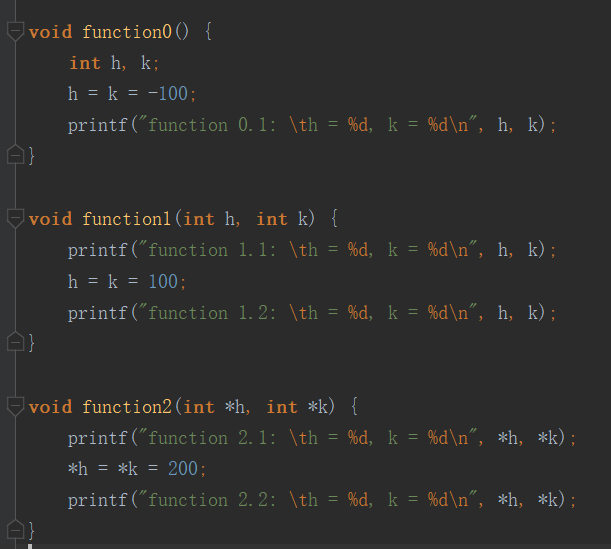 void function0() {
    int h, k;
    h = k = -100;
    printf("function 0.1: \th = %d, k = %d\n", h, k);
}
void function1(int h, int k) {
    printf("function 1.1: \th = %d, k = %d\n", h, k);
    h = k = 100;
    printf("function 1.2: \th = %d, k = %d\n", h, k);
}
void function2(int *h, int *k) {
    printf("function 2.1: \th = %d, k = %d\n", *h, *k);
    *h = *k = 200;
    printf("function 2.2: \th = %d, k = %d\n", *h, *k);
}